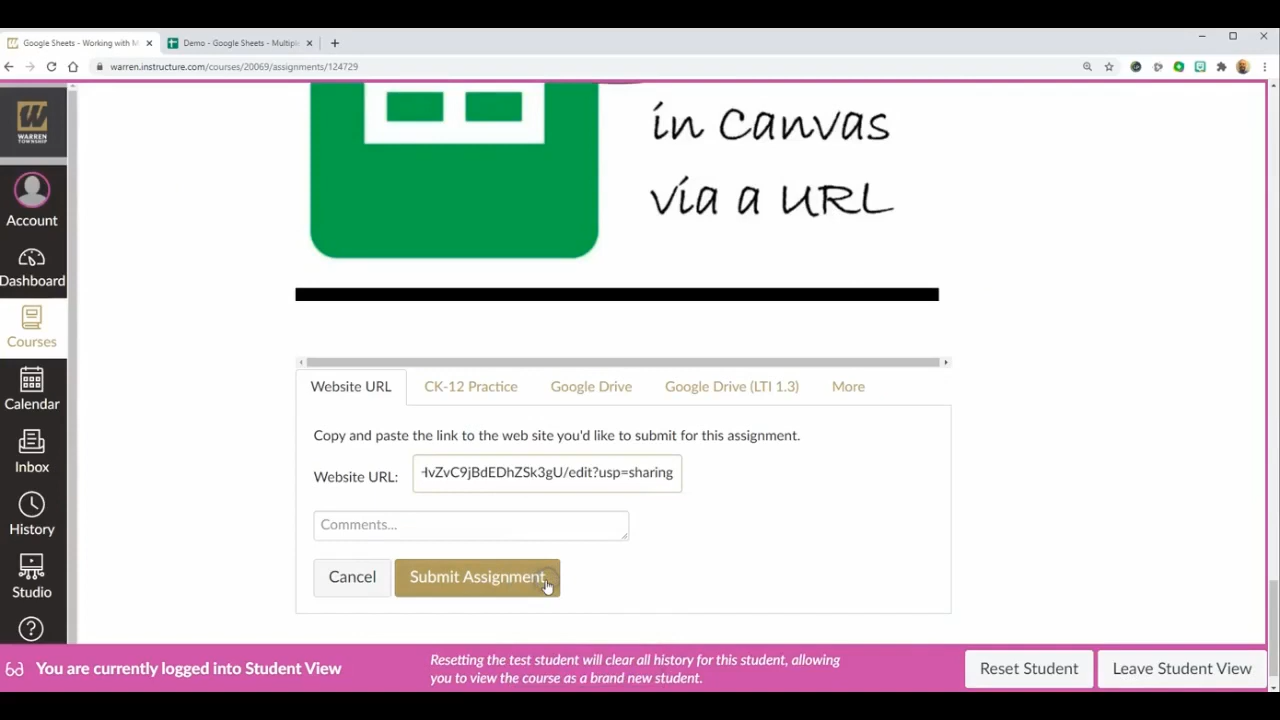 Google Sheets - Working with M
Demo - Google Sheets - Multipl
warren.instructure.com/courses/20069/assignments/124729
W
WARREN
TOWNSHIP
Account
Dashboard
Courses
Calendar
Inbox
History
Studio
in Canvas
via a URL
Website URL
CK-12 Practice
Google Drive
Google Drive (LTI 1.3)
More
Copy and paste the link to the web site you'd like to submit for this assignment.
Website URL:
vZvC9jBdEDhZSk3gU/edit?usp=sharing
Comments...
Cancel
Submit Assignment
You are currently logged into Student View
Resetting the test student will clear all history for this student, allowing
you to view the course as a brand new student.
Reset Student
Leave Student View